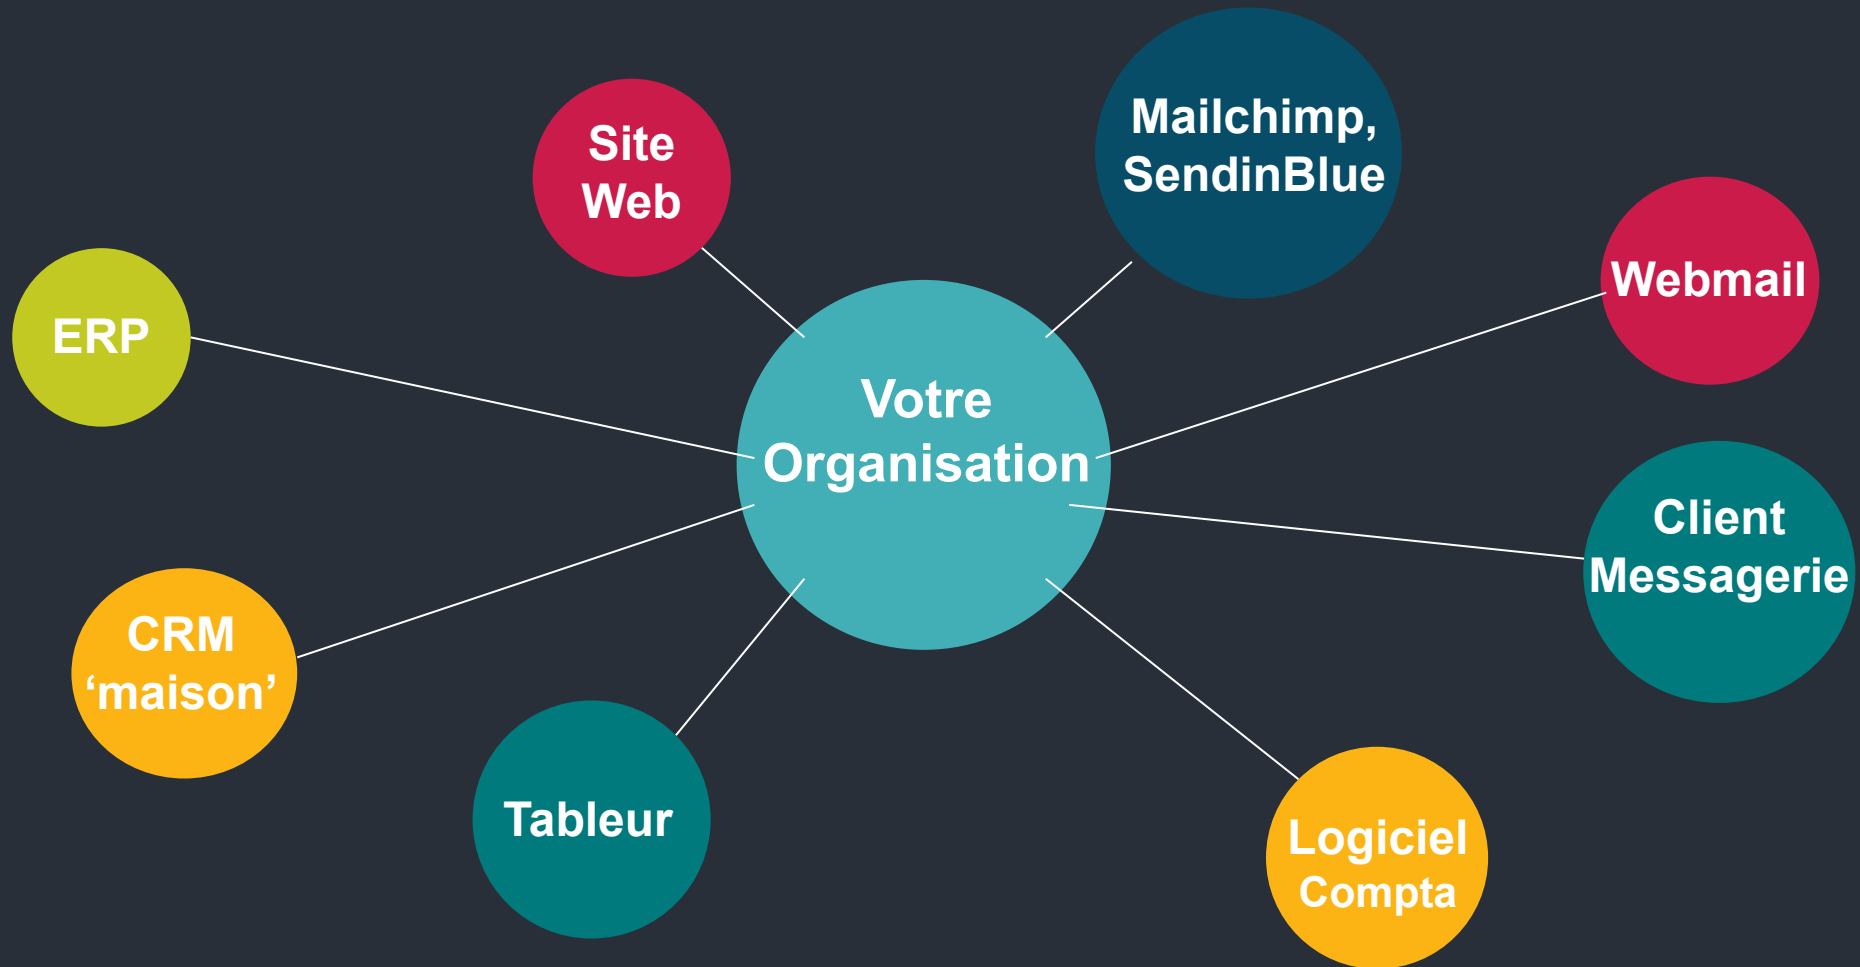 Site
Web
Mailchimp,
SendinBlue
Webmail
ERP
Votre
Organisation
Client
Messagerie
CRM
‘maison’
Tableur
Logiciel
Compta